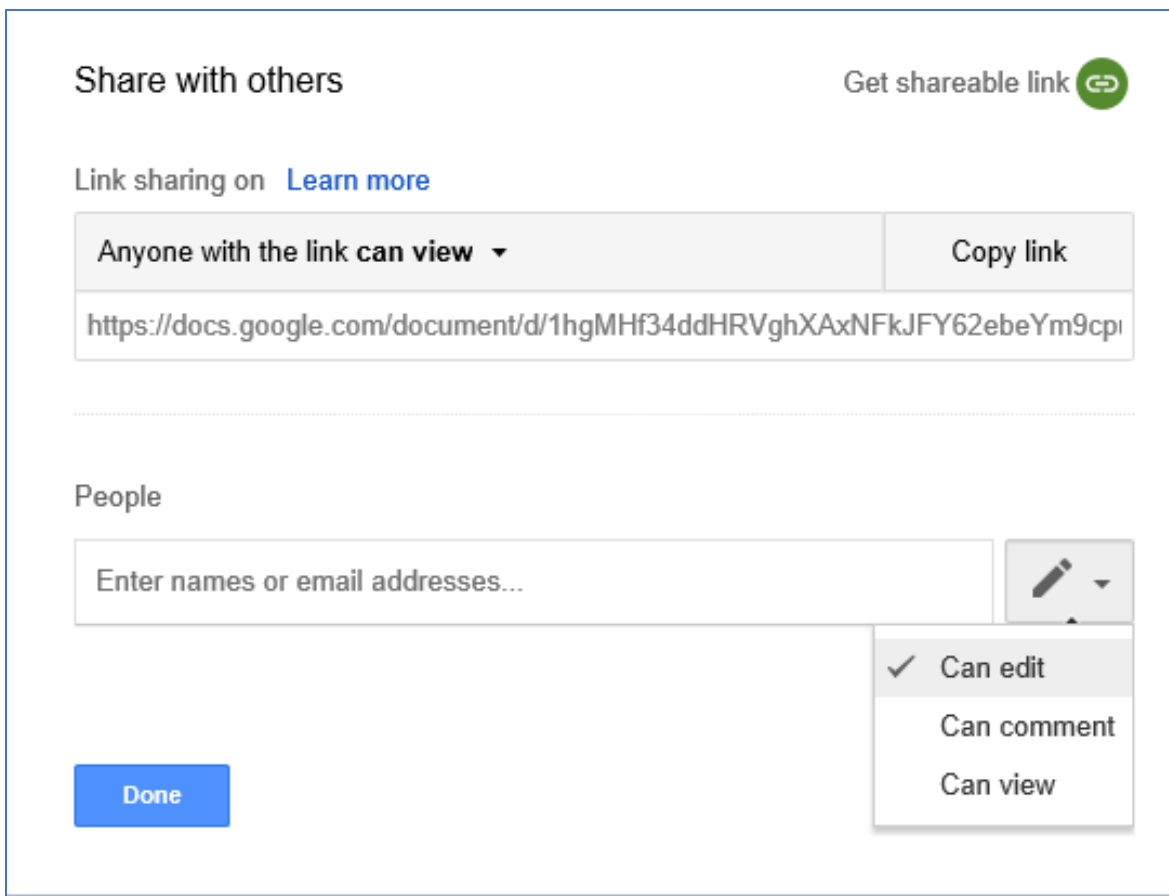 Share with others
Get shareable link
Link sharing on Learn more
Anyone with the link can view
Copy link
https://docs.google.com/document/d/1hgMHf34ddHRVghXAxNFkJFY62ebeYm9cpu
People
Enter names or email addresses...
Can edit
Can comment
Can view
Done